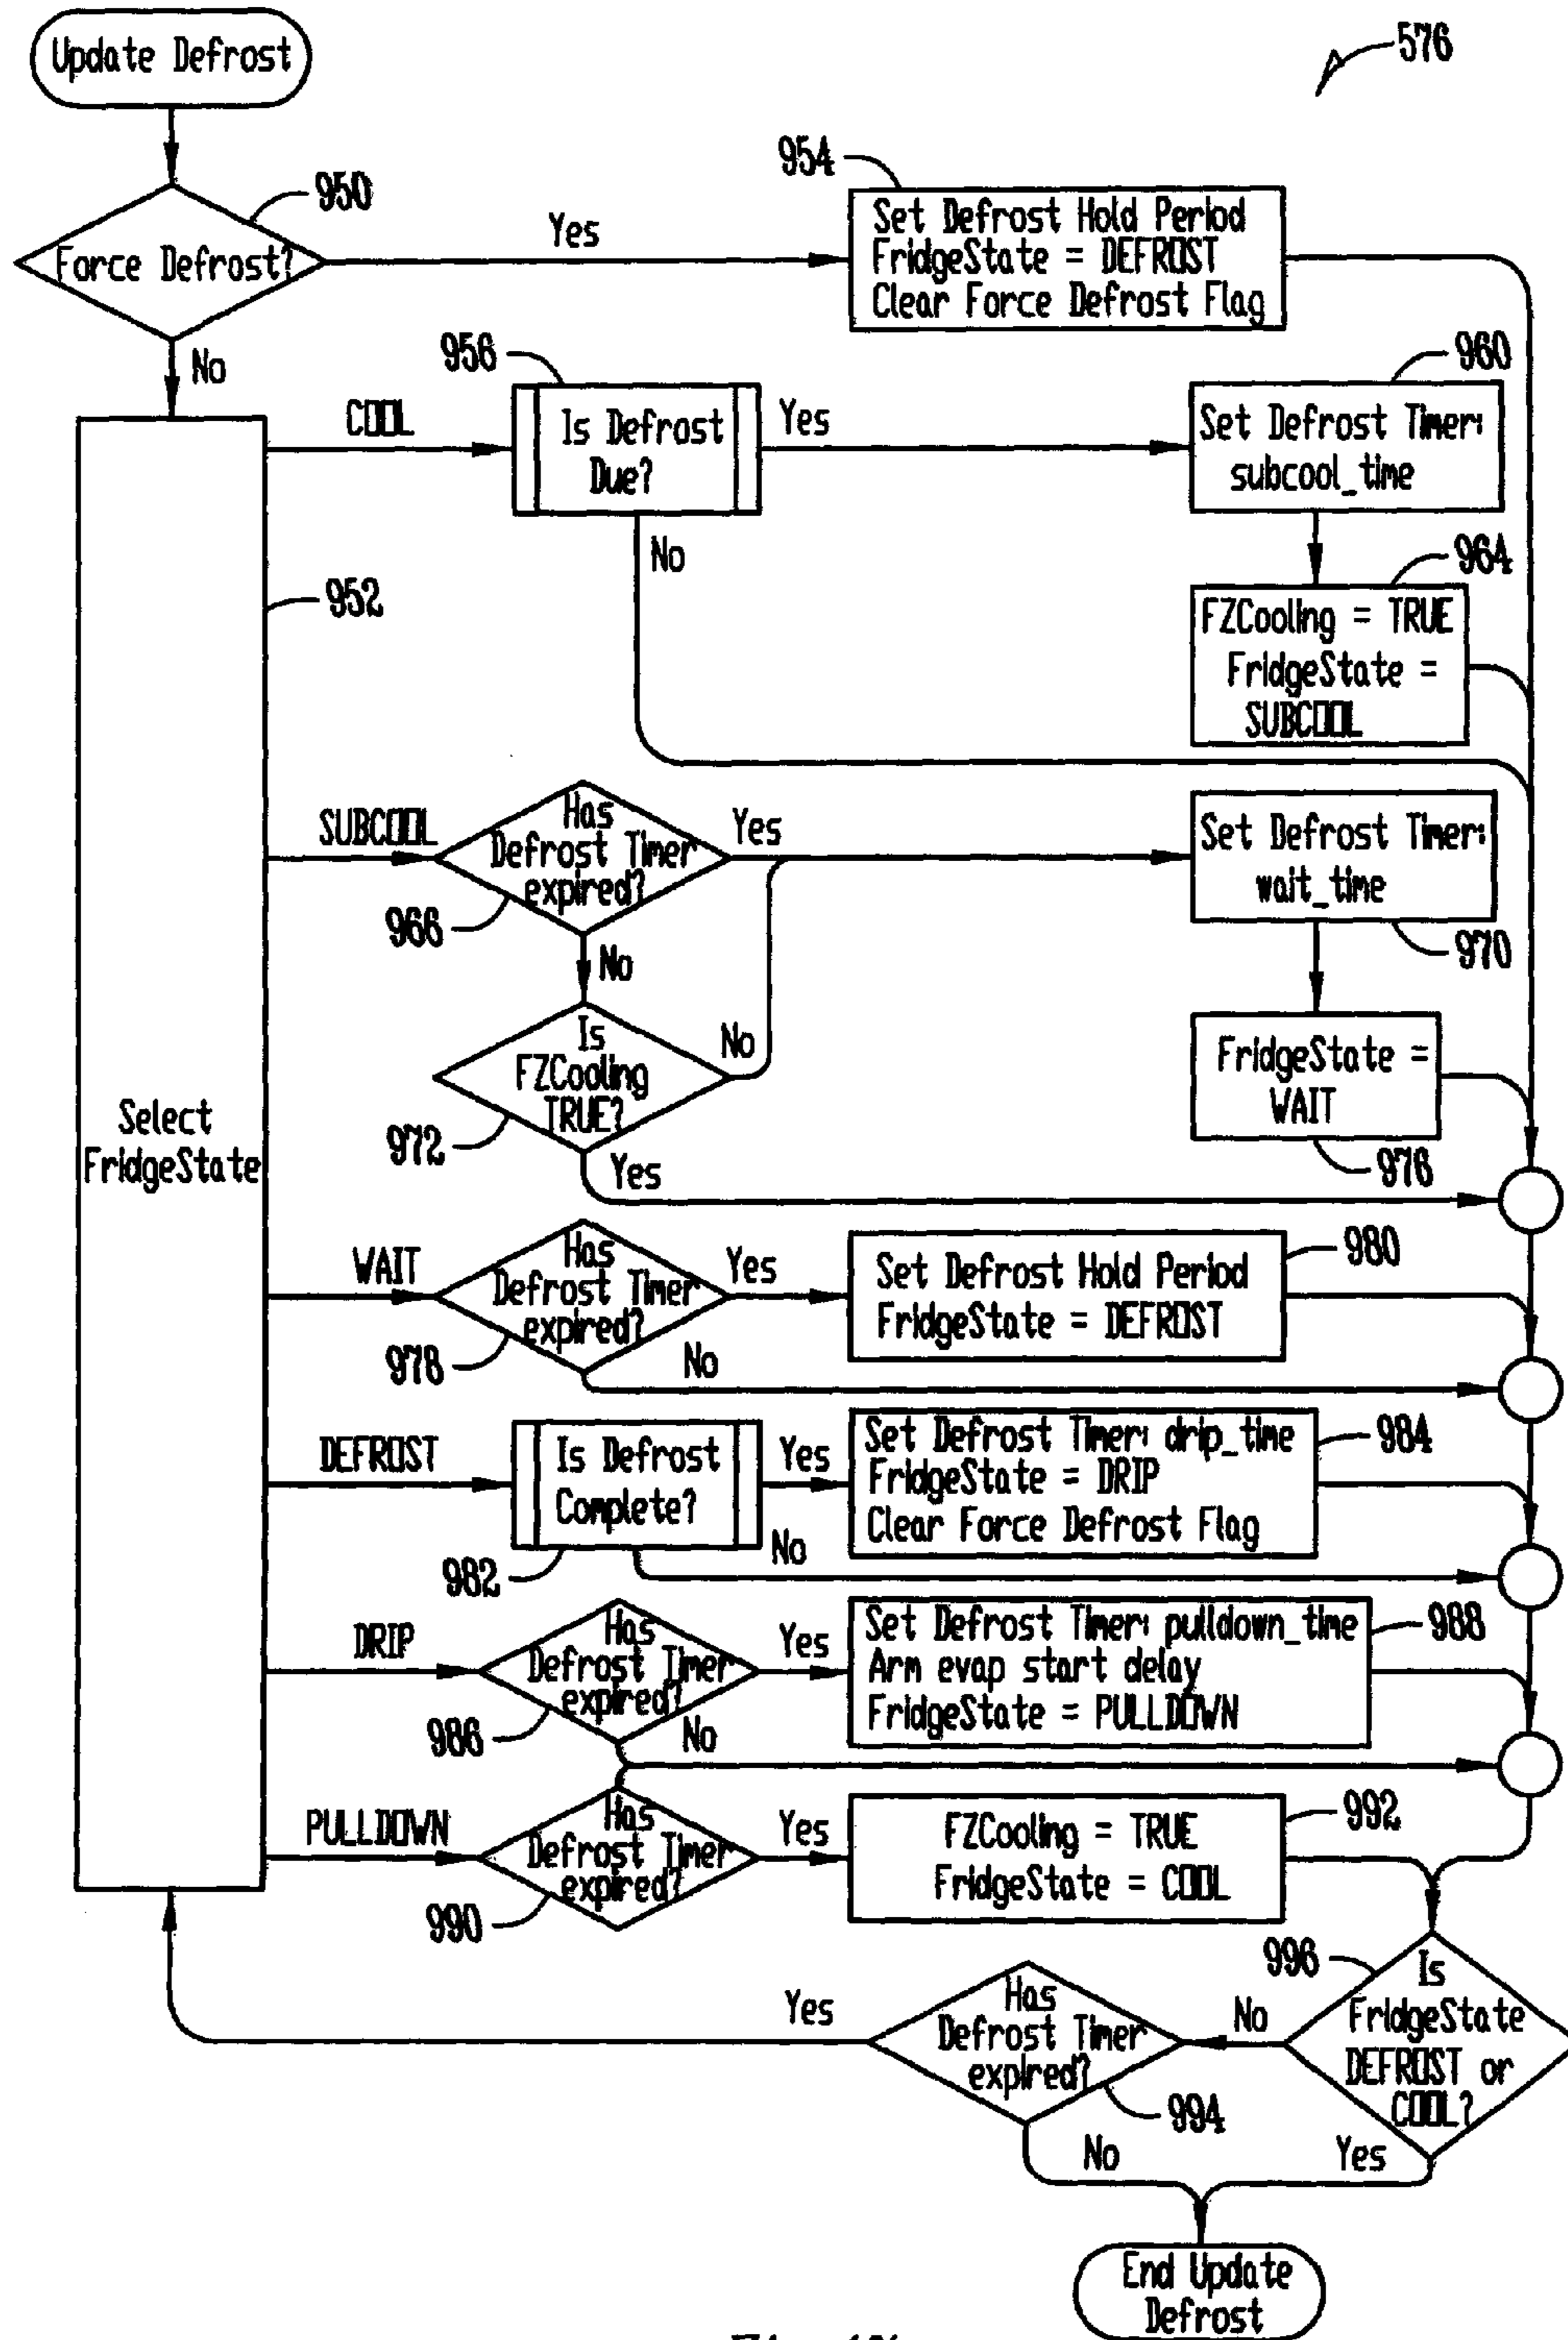 Update Defrost
576
950
Force Defrost?
Yes
No
954
Set Defrost Hold Period
FridgeState = DEFROST
Clear Force Defrost Flag
952
Select
FridgeState
COOL
956
Is Defrost
Due?
Yes
No
960
Set Defrost Timer:
subcool_time
964
FZCooling = TRUE
FridgeState =
SUBCOOL
SUBCOOL
Has
Defrost Timer
expired?
966
Yes
No
Is
FZCooling
TRUE?
972
No
Yes
Set Defrost Timer:
wait_time
970
FridgeState =
WAIT
976
WAIT
Has
Defrost Timer
expired?
978
Yes
No
Set Defrost Hold Period
FridgeState = DEFROST
980
DEFROST
Is Defrost
Complete?
982
Yes
No
Set Defrost Timer: drip_time
FridgeState = DRIP
Clear Force Defrost Flag
984
DRIP
Has
Defrost Timer
expired?
986
Yes
No
Set Defrost Timer: pulldown_time
Arm evap start delay
FridgeState = PULLDOWN
988
PULLDOWN
Has
Defrost Timer
expired?
990
Yes
FZCooling = TRUE
FridgeState = COOL
992
996
Is
FridgeState
DEFROST or
COOL?
No
Yes
Has
Defrost Timer
expired?
994
Yes
No
End Update
Defrost